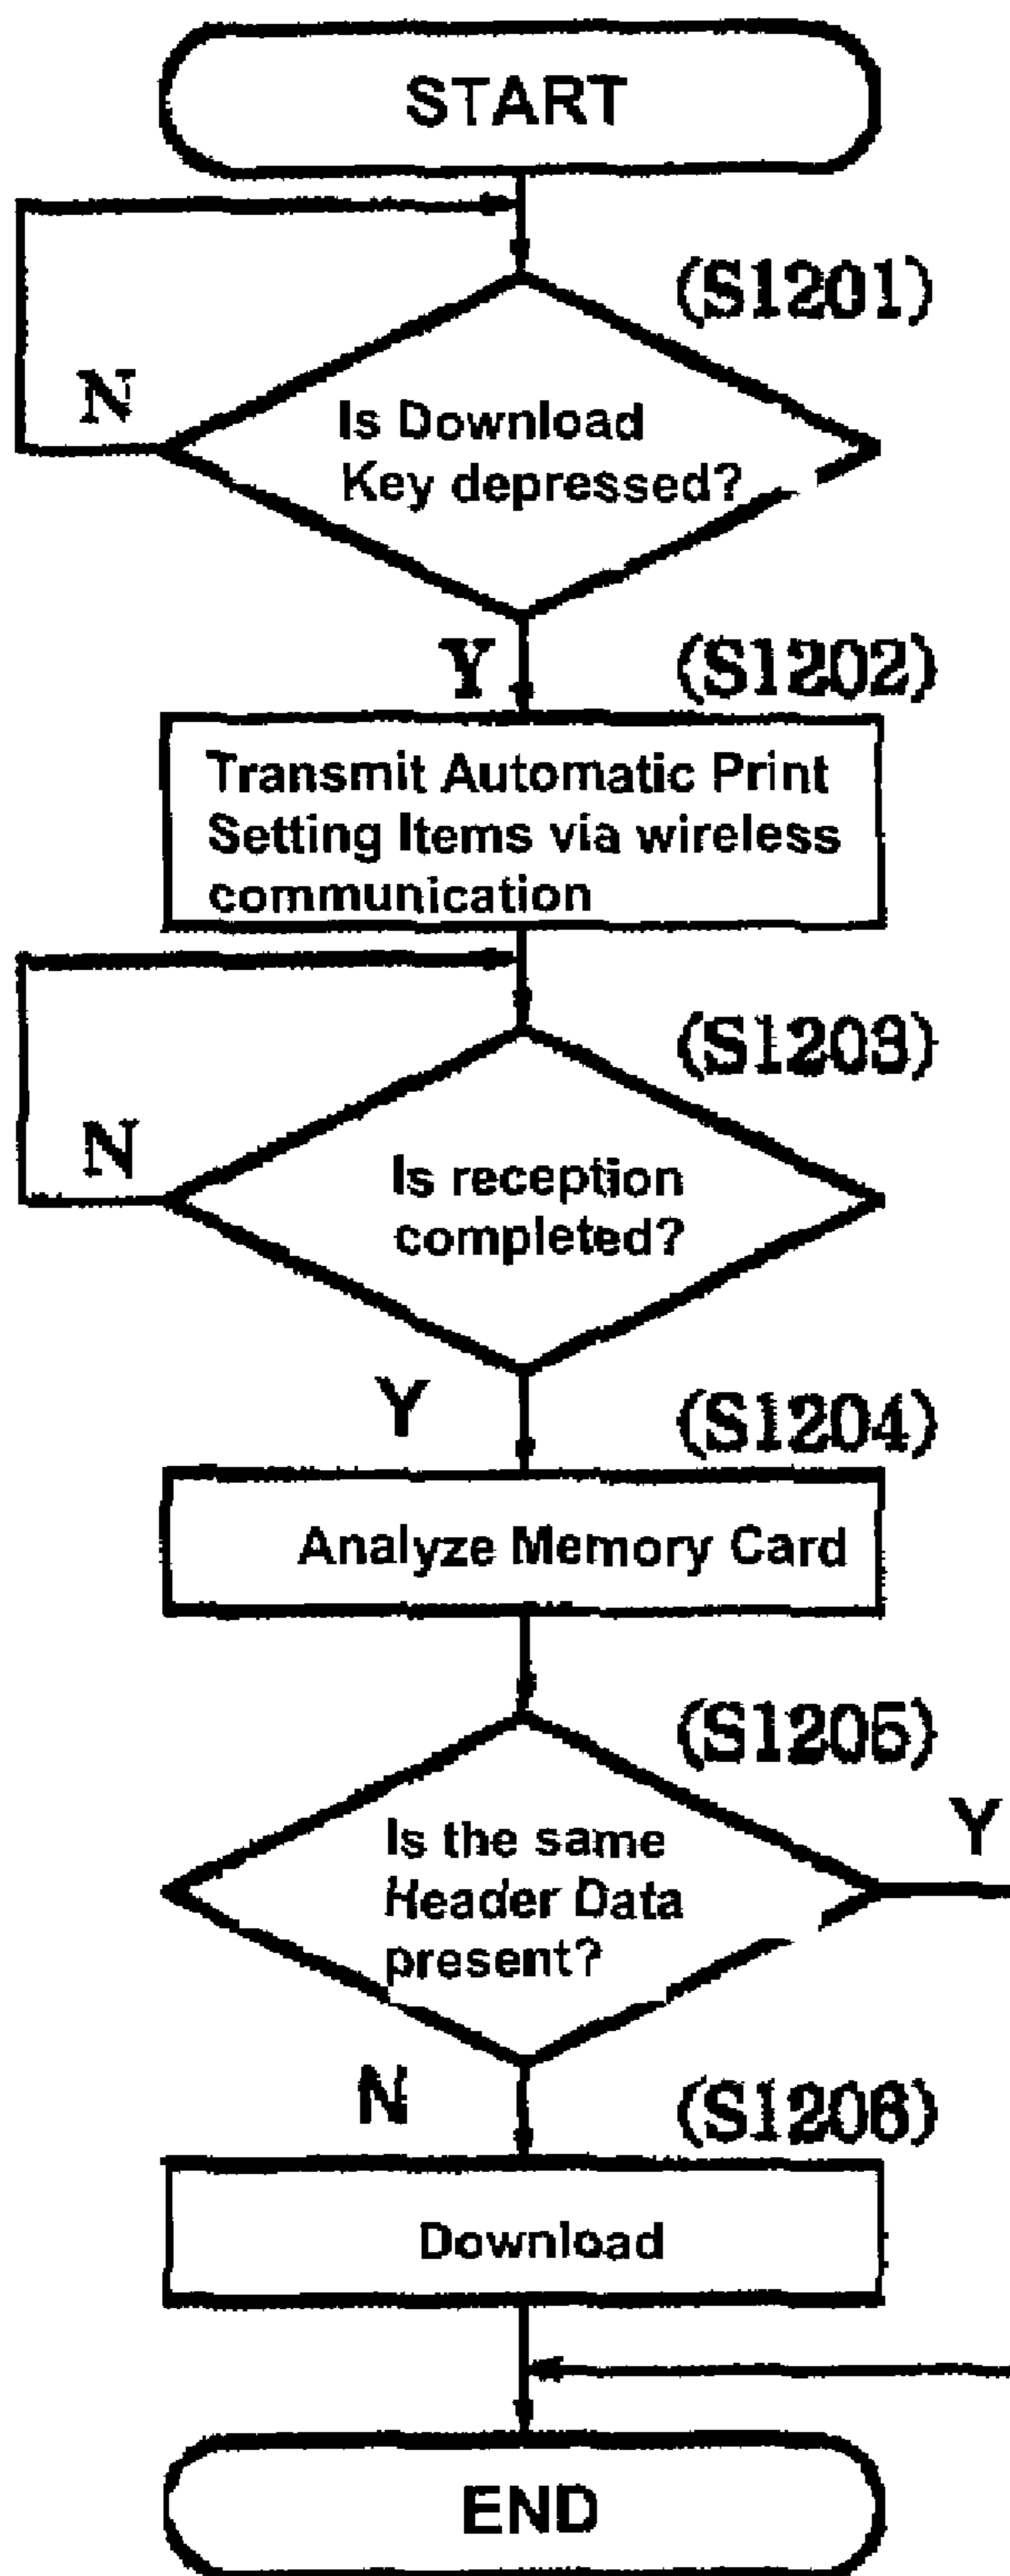 START
(S1201)
N
Is Download
Key depressed?
Y
(S1202)
Transmit Automatic Print
Setting Items via wireless
communication
(S1203)
N
Is reception
completed?
Y
(S1204)
Analyze Memory Card
(S1205)
Y
Is the same
Header Data
present?
N
(S1206)
Download
END